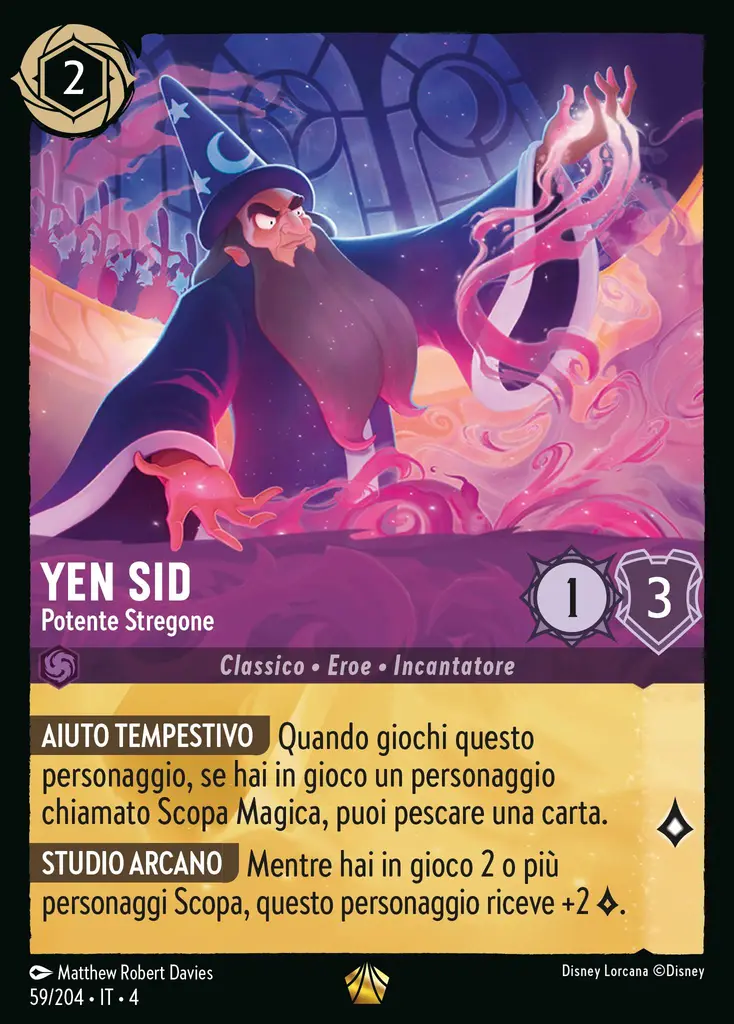 2
YEN SID
Potente Stregone
1
3
Classico • Eroe • Incantatore
AIUTO TEMPESTIVO Quando giochi questo
personaggio, se hai in gioco un personaggio
chiamato Scopa Magica, puoi pescare una carta.
STUDIO ARCANO Mentre hai in gioco 2 o più
personaggi Scopa, questo personaggio riceve +2 .
Matthew Robert Davies
Disney Lorcana ©Disney
59/204 • IT • 4